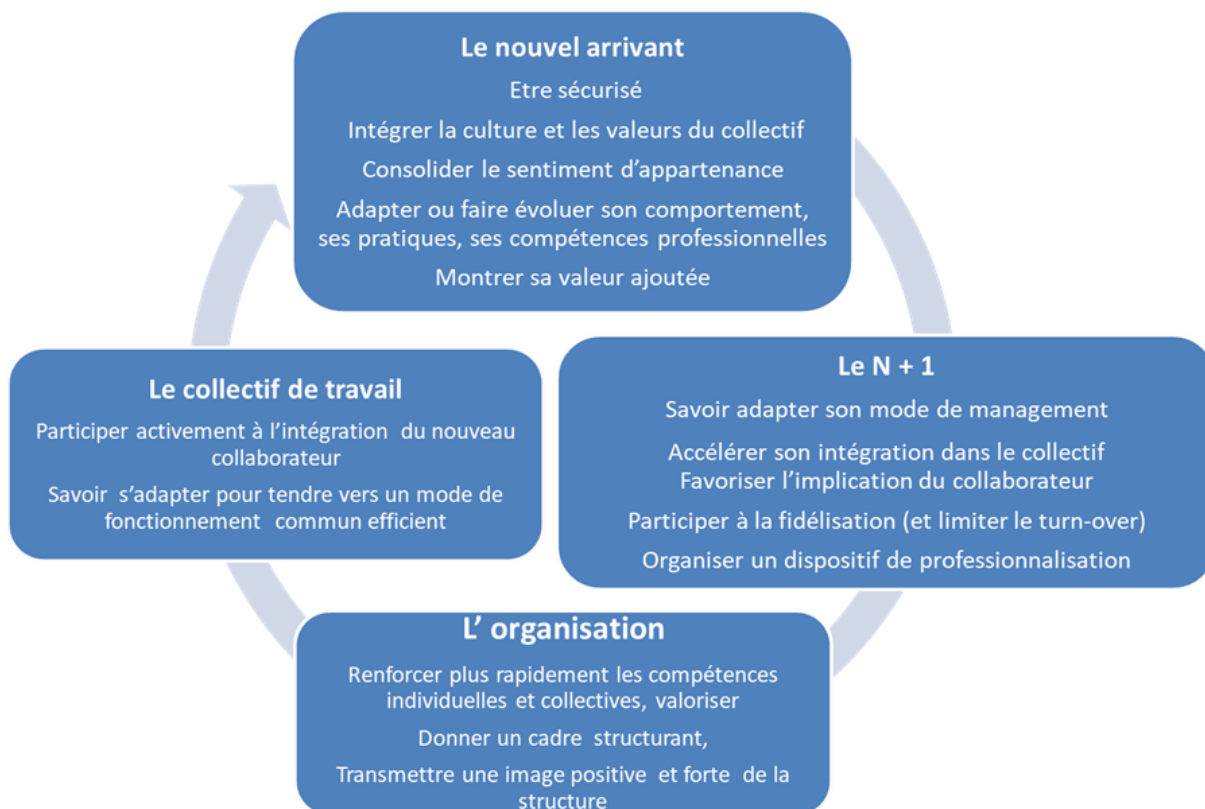 Le nouvel arrivant
Etre sécurisé
Intégrer la culture et les valeurs du collectif
Consolider le sentiment d'appartenance
Adapter ou faire évoluer son comportement,
ses pratiques, ses compétences professionnelles
Montrer sa valeur ajoutée
Le N + 1
Savoir adapter son mode de management
Accélérer son intégration dans le collectif
Favoriser l'implication du collaborateur
Participer à la fidélisation (et limiter le turn-over)
Organiser un dispositif de professionnalisation
L' organisation
Renforcer plus rapidement les compétences
individuelles et collectives, valoriser
Donner un cadre structurant,
Transmettre une image positive et forte de la
structure
Le collectif de travail
Participer activement à l'intégration du nouveau
collaborateur
Savoir s'adapter pour tendre vers un mode de
fonctionnement commun efficient